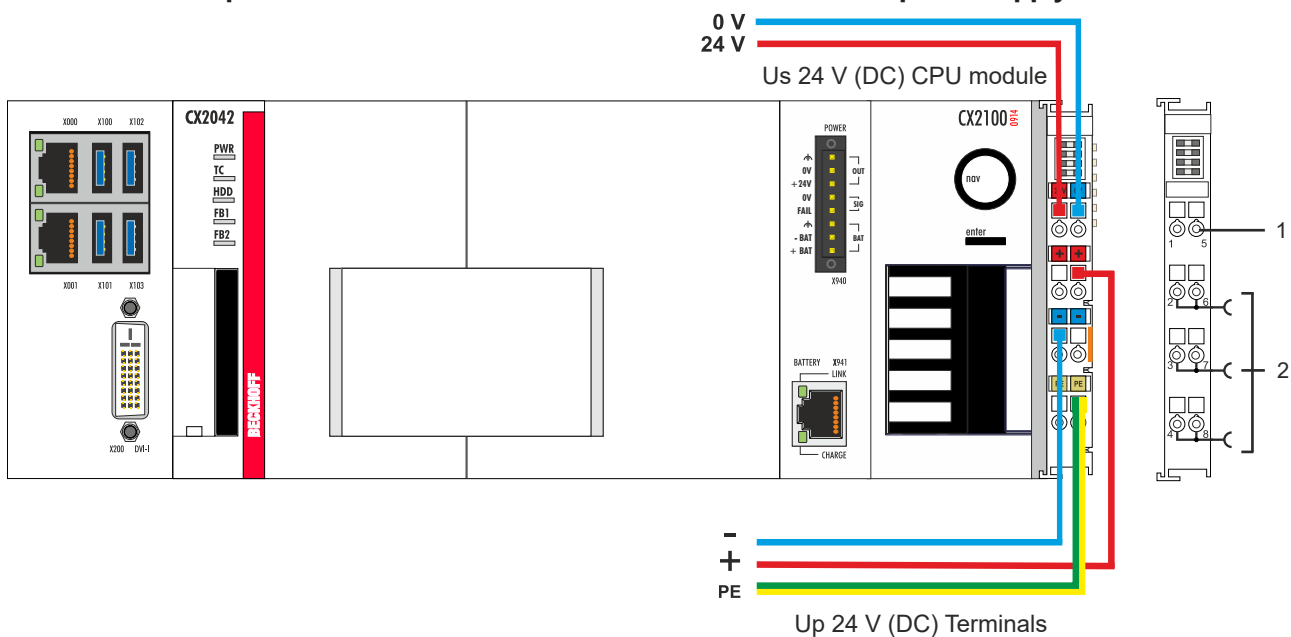 0 V
24 V
Us 24 V (DC) CPU module
X000 X100 X102
CX2042
PWR
TC
HDD
FB1
FB2
X001 X101 X103
X200 DVI-I
BECKHOFF
POWER
0V
+24V
0V
FAIL
- BAT
+ BAT
OUT
SIG
BAT
X940
BATTERY X941
LINK
CHARGE
CX2100 0914
nav
enter
+ +
- -
PE PE
1 5
2 6
3 7
4 8
1
2
-
+
PE
Up 24 V (DC) Terminals